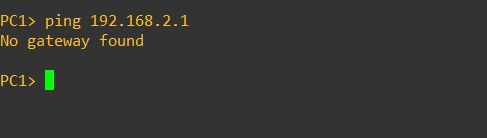 PC1> ping 192.168.2.1
No gateway found
PC1>